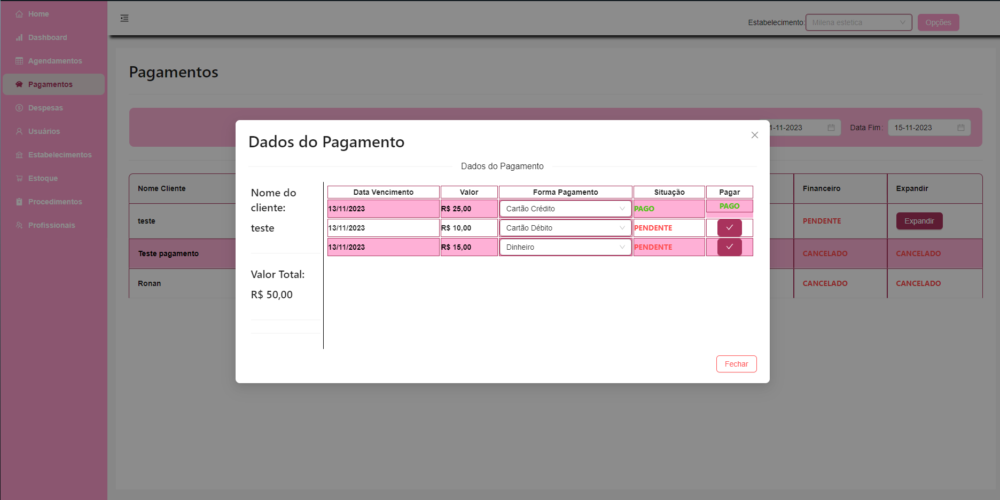 Home
Dashboard
Agendamentos
Pagamentos
Despesas
Usuários
Estabelecimentos
Estoque
Procedimentos
Profissionais
Estabelecimento: Milena estetica Opções
Pagamentos
1-11-2023 Data Fim: 15-11-2023
Nome Cliente Financeiro Expandir
teste PENDENTE Expandir
Teste pagamento CANCELADO CANCELADO
Ronan CANCELADO CANCELADO
Dados do Pagamento
Dados do Pagamento
Nome do
cliente:
teste
Valor Total:
R$ 50,00
Data Vencimento Valor Forma Pagamento Situação Pagar
13/11/2023 R$ 25,00 Cartão Crédito PAGO PAGO
13/11/2023 R$ 10,00 Cartão Débito PENDENTE
13/11/2023 R$ 15,00 Dinheiro PENDENTE
Fechar